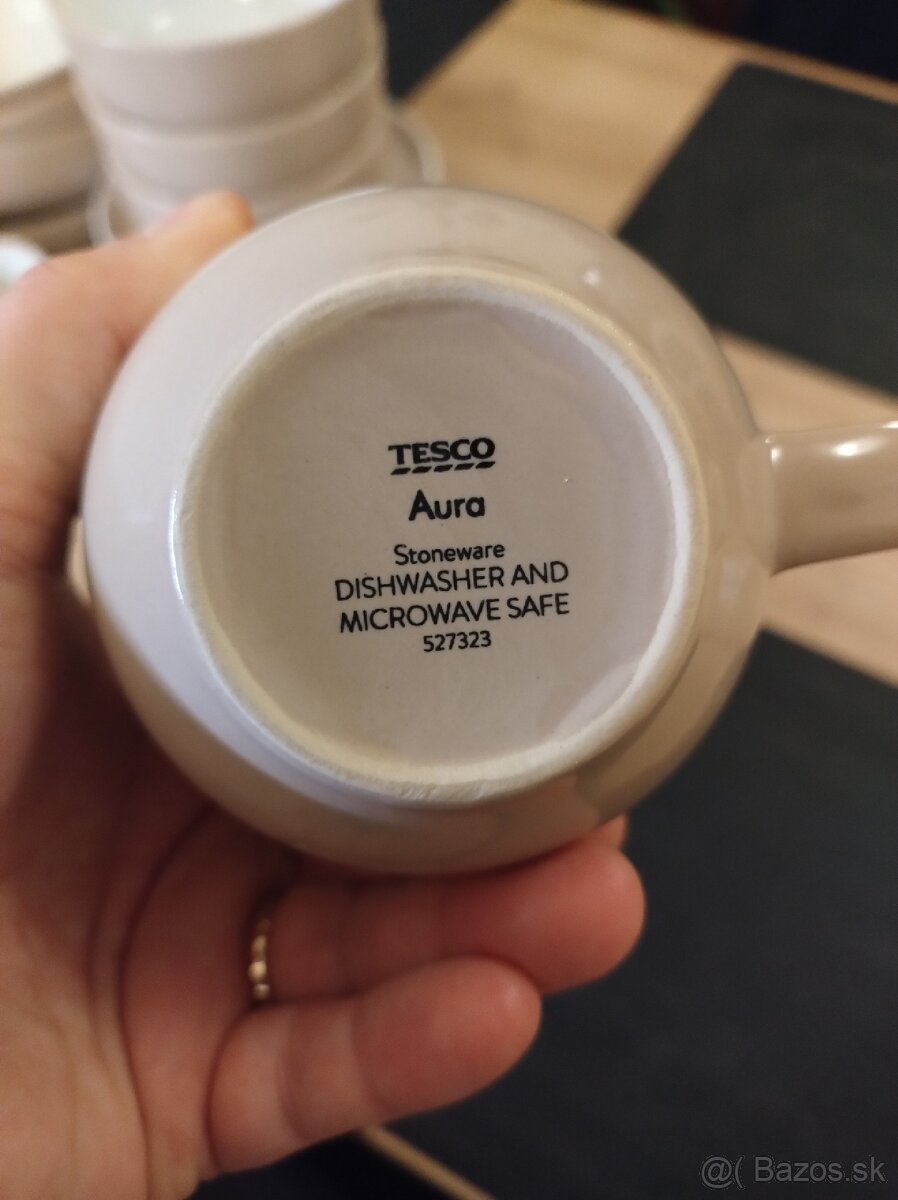 TESCO
Aura
Stoneware
DISHWASHER AND
MICROWAVE SAFE
527323
@( Bazos.sk